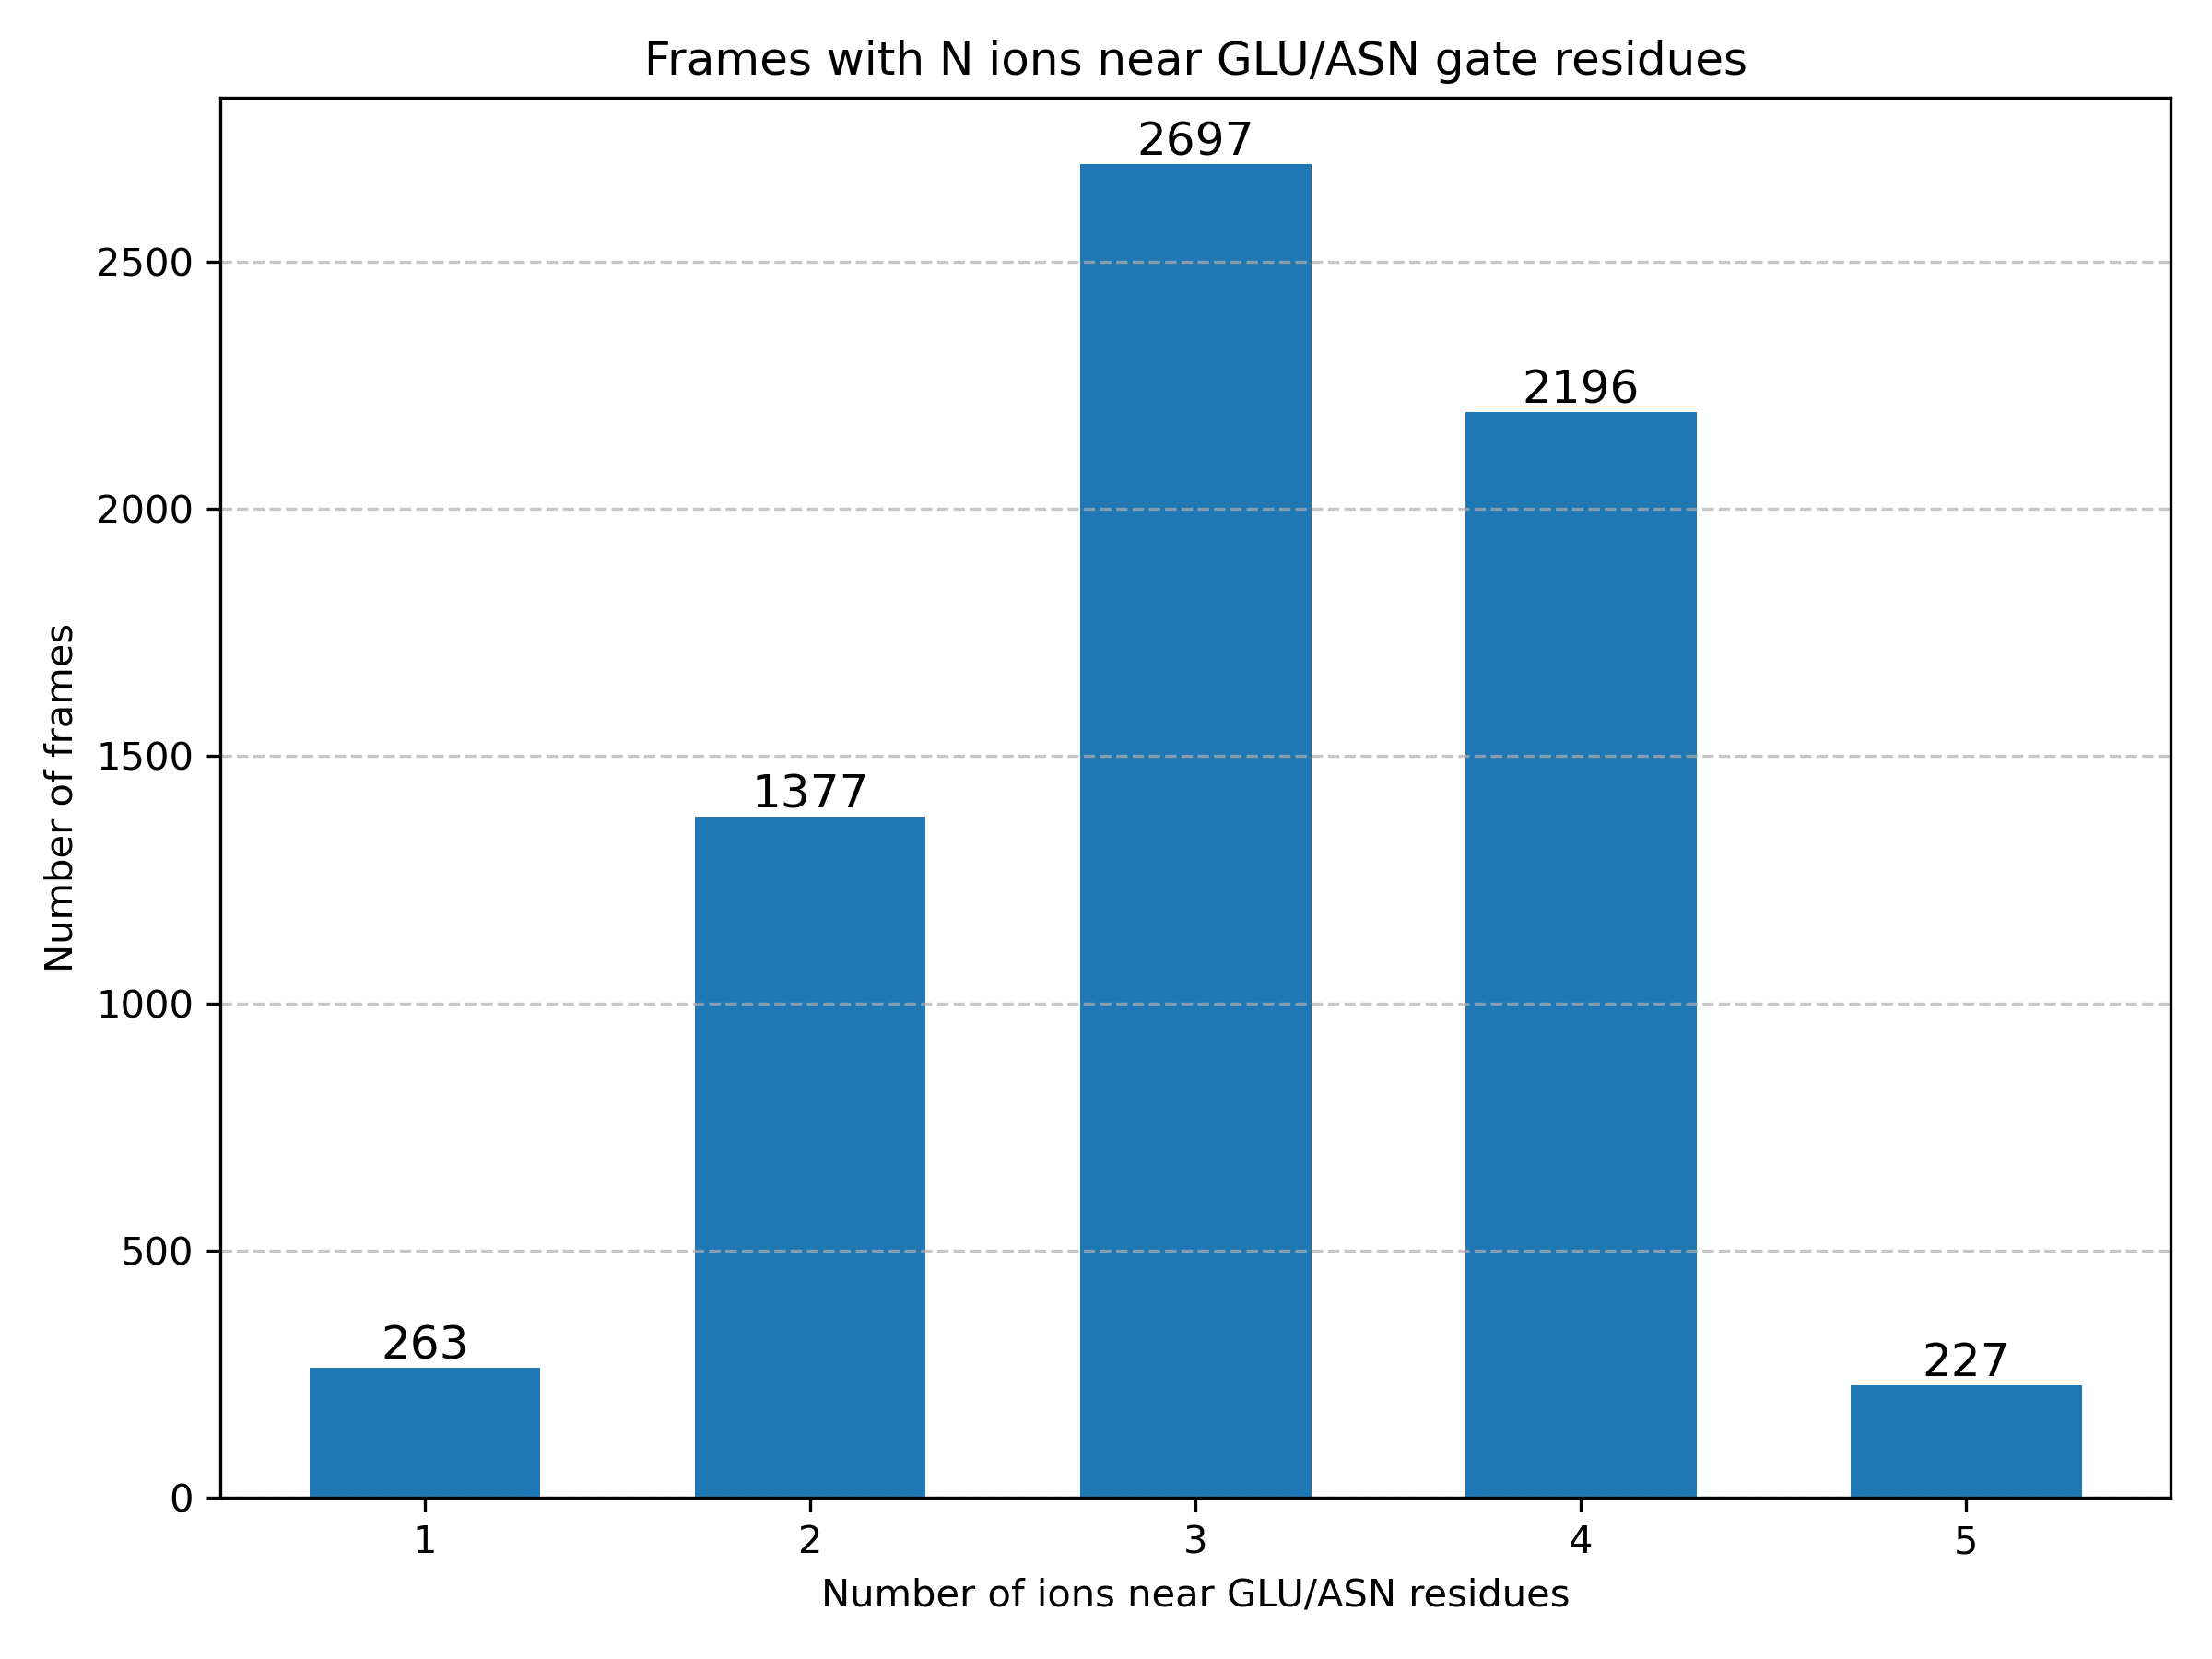 Frames with N ions near GLU/ASN gate residues
2697
2500
2196
2000
Number of frames
1500
1377
1000
500
263
227
0
1 2 3 4 5
Number of ions near GLU/ASN residues